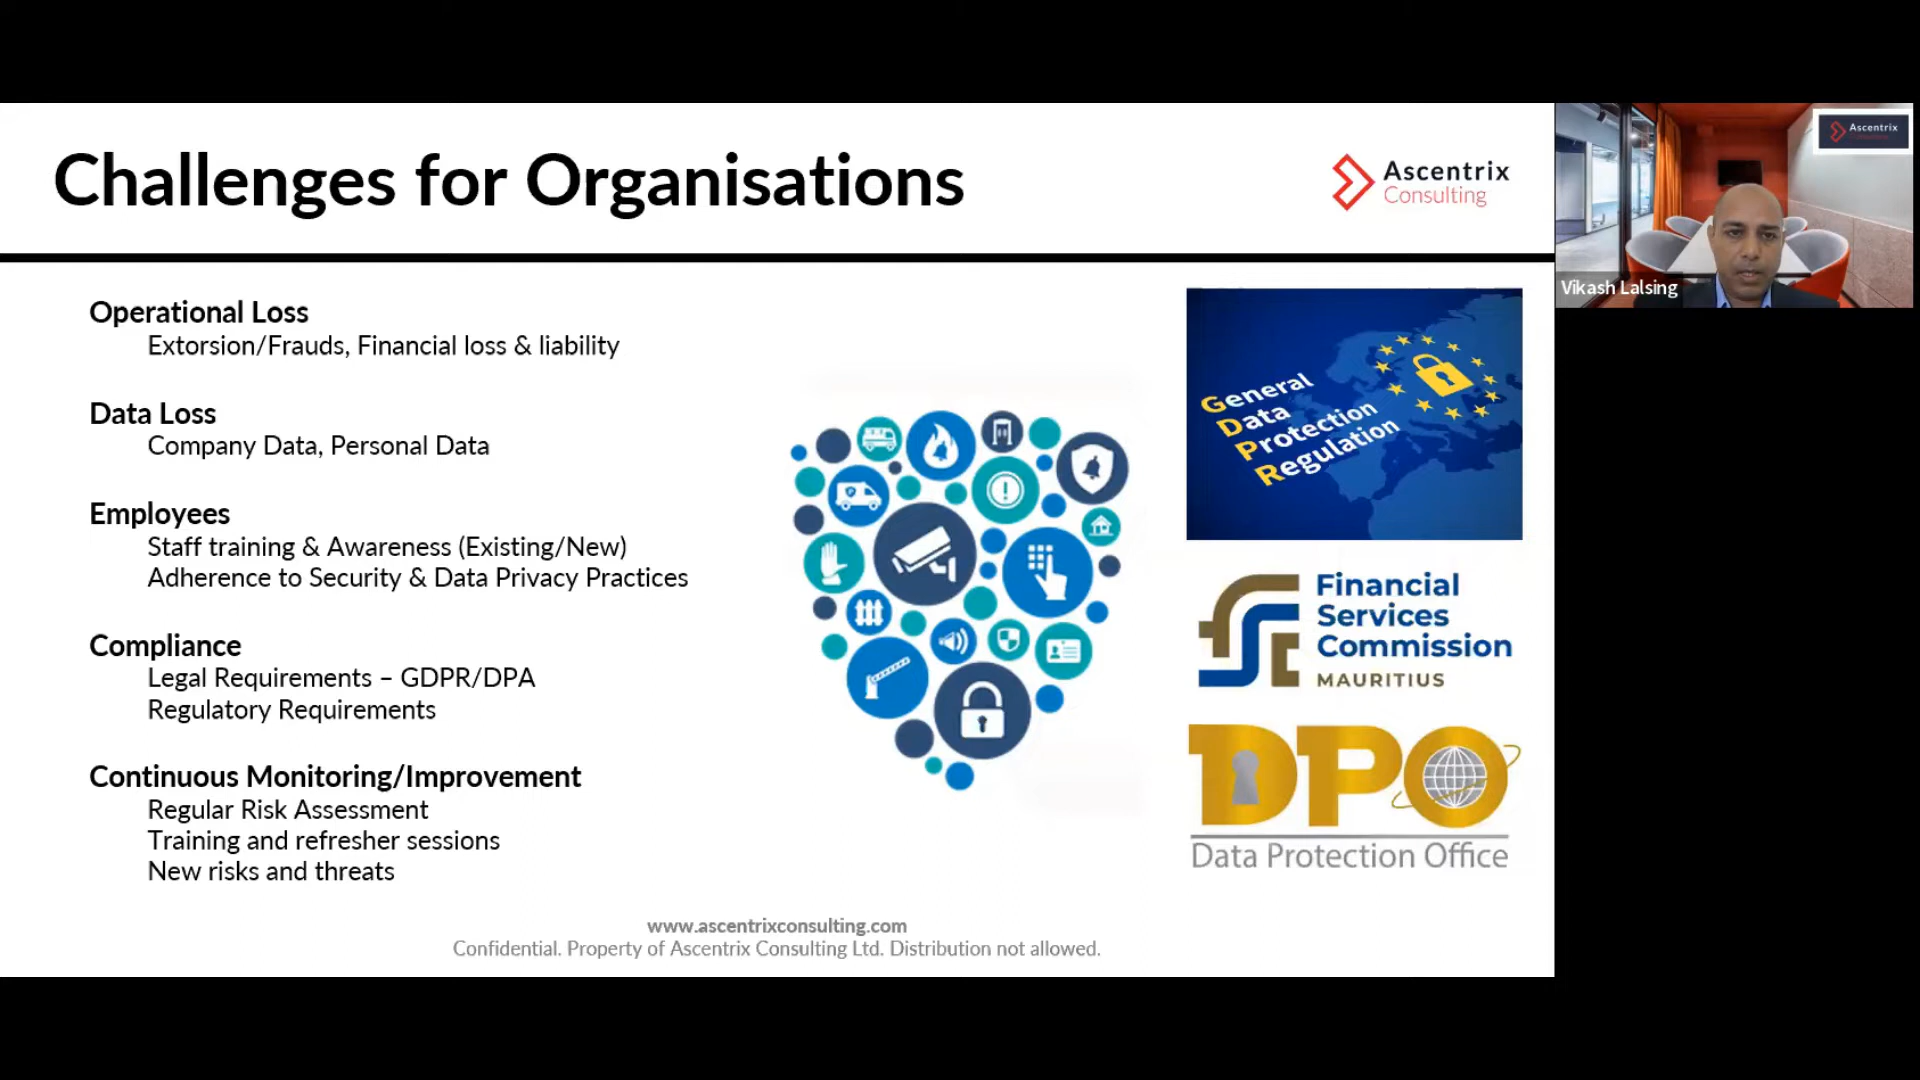 Challenges for Organisations
Ascentrix
Consulting
Ascentrix
Vikash Lalsing
Operational Loss
Extorsion/Frauds, Financial loss & liability
Data Loss
Company Data, Personal Data
Employees
Staff training & Awareness (Existing/New)
Adherence to Security & Data Privacy Practices
Compliance
Legal Requirements – GDPR/DPA
Regulatory Requirements
Continuous Monitoring/Improvement
Regular Risk Assessment
Training and refresher sessions
New risks and threats
General
Data
Protection
Regulation
Financial
Services
Commission
MAURITIUS
DPO
Data Protection Office
www.ascentrixconsulting.com
Confidential. Property of Ascentrix Consulting Ltd. Distribution not allowed.